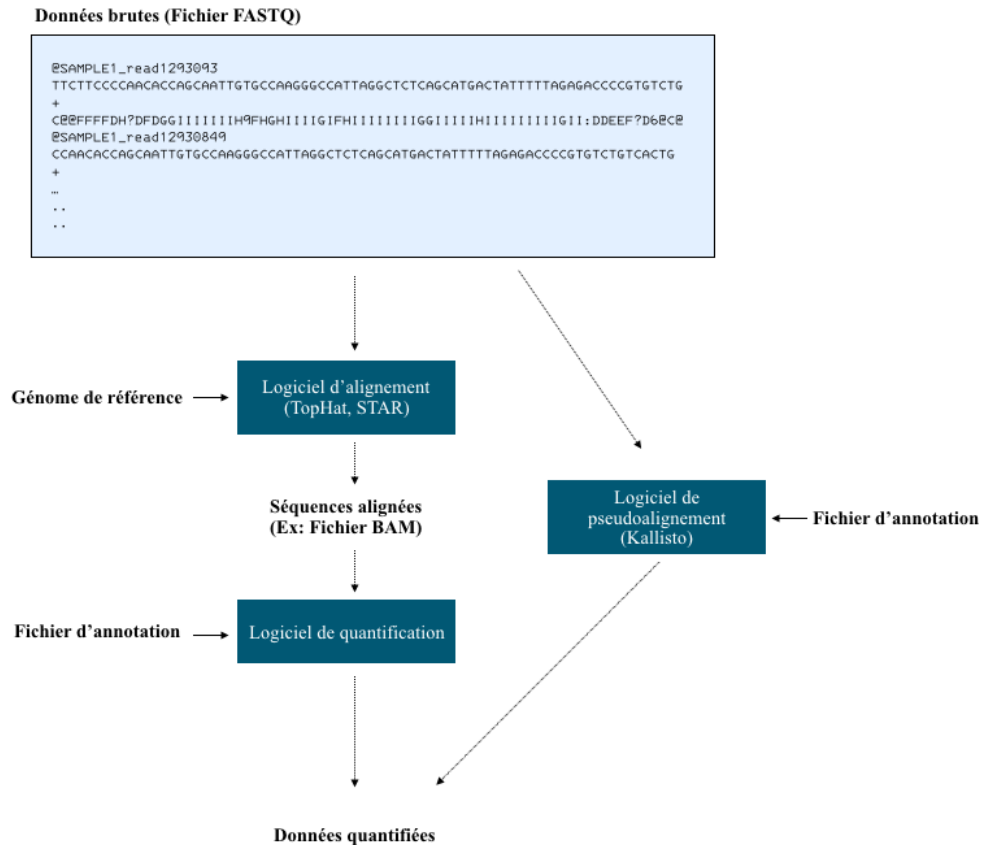 Données brutes (Fichier FASTQ)
@SAMPLE1_read1293093
TTCTTCCCCAACACCAGCAATTGTGCCAAGGGCCATTAGGCTCTCAGCATGACTATTTTTAGAGACCCCGTGTCTG
+
C@@FFFFDH?DFDGGIIIIIIIH9FHGHIIIIGIFHIIIIIIIIGGIIIIIHIIIIIIIIIGII:DDEEF?D6@C@
@SAMPLE1_read12930849
CCAACACCAGCAATTGTGCCAAGGGCCATTAGGCTCTCAGCATGACTATTTTTAGAGACCCCGTGTCTGTCACTG
+
…
..
..
Génome de référence
Logiciel d’alignement
(TopHat, STAR)
Séquences alignées
(Ex: Fichier BAM)
Logiciel de
pseudoalignement
(Kallisto)
Fichier d’annotation
Fichier d’annotation
Logiciel de quantification
Données quantifiées